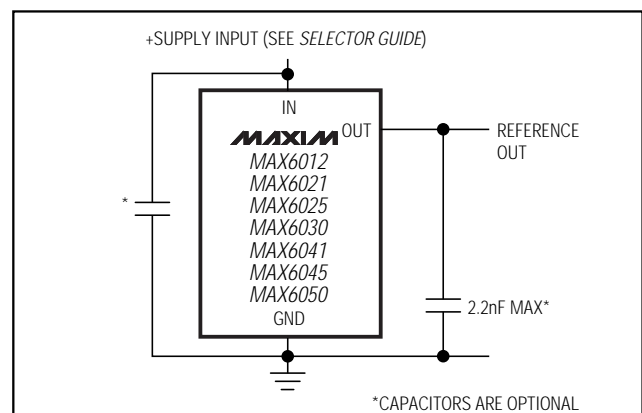 +SUPPLY INPUT (SEE SELECTOR GUIDE)
IN
OUT
REFERENCE
OUT
MAXIM
MAX6012
MAX6021
MAX6025
MAX6030
MAX6041
MAX6045
MAX6050
*
2.2nF MAX*
GND
*CAPACITORS ARE OPTIONAL